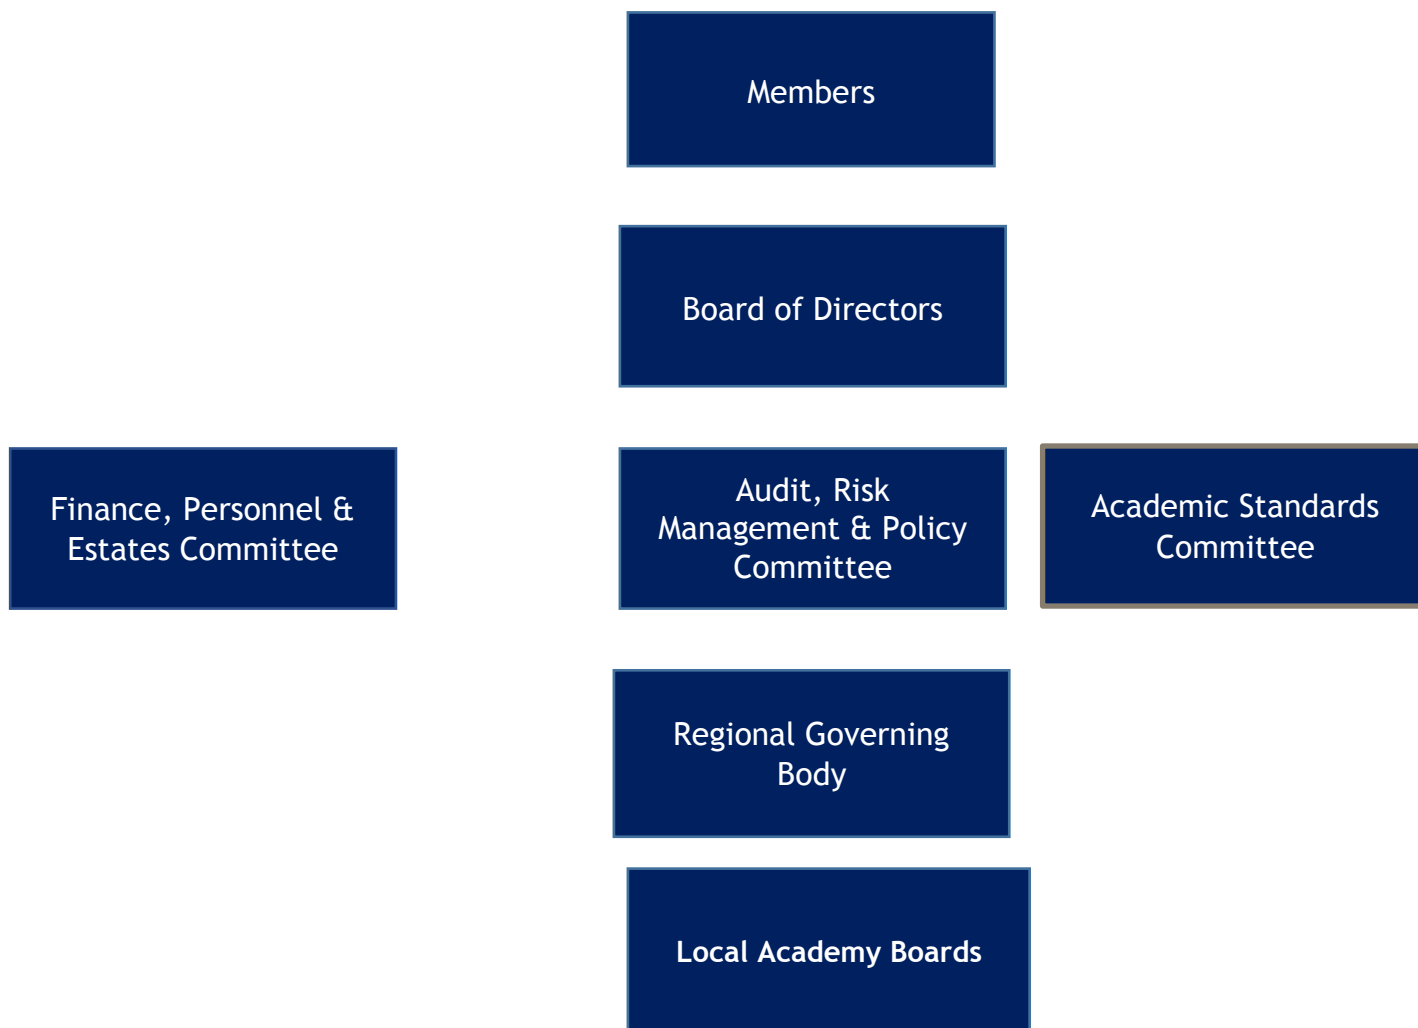 Members
Board of Directors
Finance, Personnel &
Estates Committee
Audit, Risk
Management & Policy
Committee
Academic Standards
Committee
Regional Governing
Body
Local Academy Boards